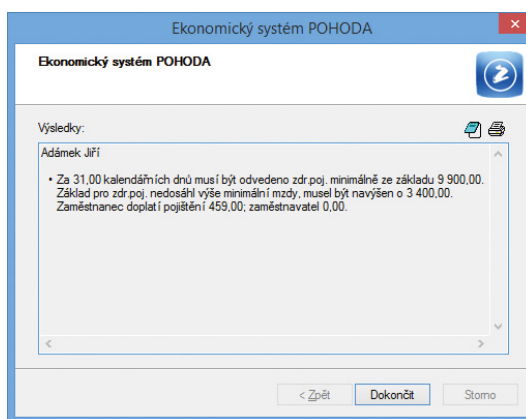 Ekonomický systém POHODA
Ekonomický systém POHODA
Výsledky:
Adámek Jiří
• Za 31,00 kalendářních dnů musí být odvedeno zdr.poj. minimálně ze základu 9 900,00.
Základ pro zdr.poj. nedosáhl výše minimální mzdy, musel být navýšen o 3 400,00.
Zaměstnanec doplatí pojištění 459,00; zaměstnavatel 0,00.
< Zpět
Dokončit
Storno